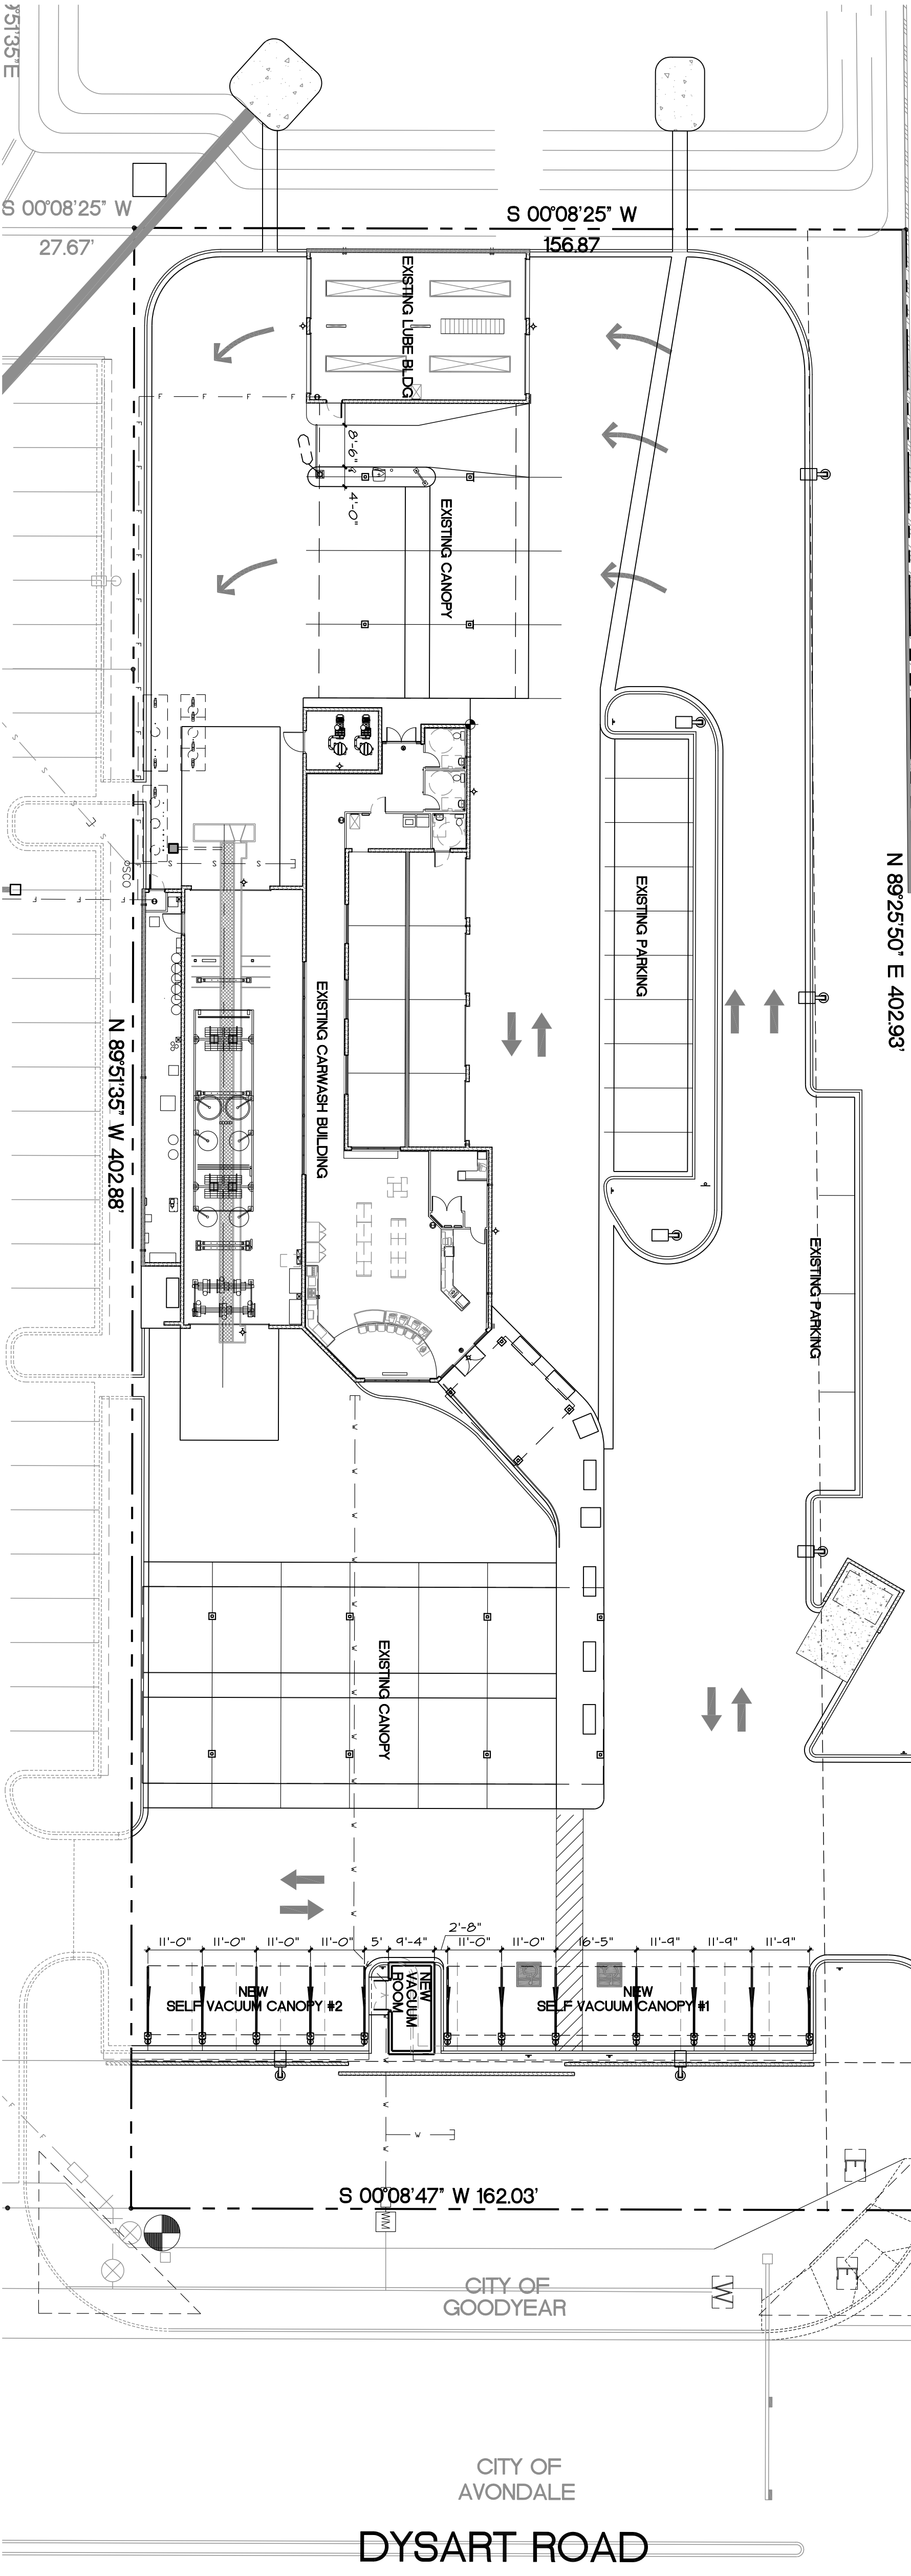 °51'35" E
S 00°08'25" W
27.67'
S 00°08'25" W
156.87
EXISTING LUBE BLDG
F F F F
8'-6"
4'-0"
EXISTING CANOPY
EXISTING PARKING
N 89°25'50" E 402.93'
OSCO
S S S
F F F
EXISTING CARWASH BUILDING
N 89°51'35" W 402.88'
EXISTING PARKING
EXISTING CANOPY
2'-8"
11'-0" 11'-0" 11'-0" 11'-0" 5' 9'-4" 11'-0" 11'-0" 16'-5" 11'-9" 11'-9" 11'-9"
NEW
SELF VACUUM CANOPY #2
NEW
VACUUM
ROOM
NEW
SELF VACUUM CANOPY #1
W
S 00°08'47" W 162.03'
WM
CITY OF
GOODYEAR
W
CITY OF
AVONDALE
DYSART ROAD